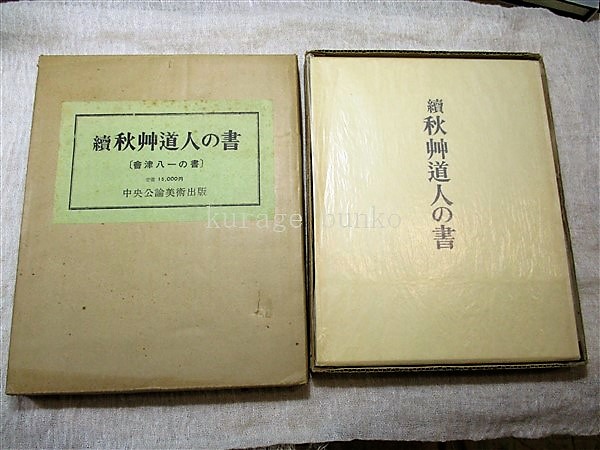 續 秋艸道人の書
〔會津八一の書〕
定価 15,000円
中央公論美術出版
續 秋艸道人の書
kurage bunko